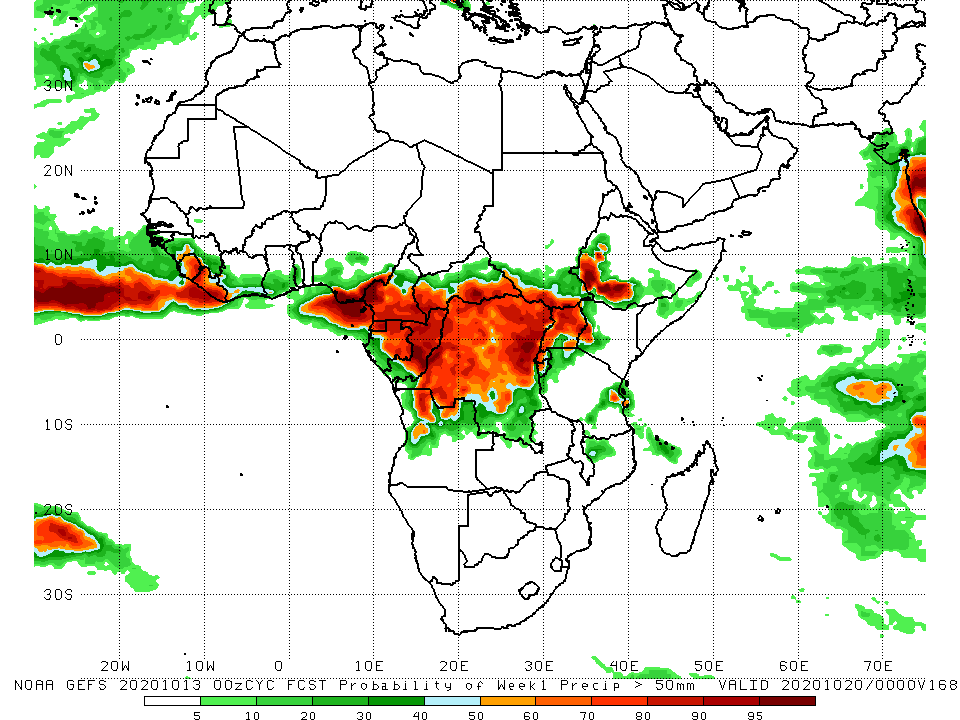 30N
20N
10N
0
10S
20S
30S
20W 10W 0 10E 20E 30E 40E 50E 60E 70E
NOAA GEFS 20201013 00zCYC FCST Probability of Week1 Precip > 50mm VALID 20201020/0000V168
5 10 20 30 40 50 60 70 80 90 95